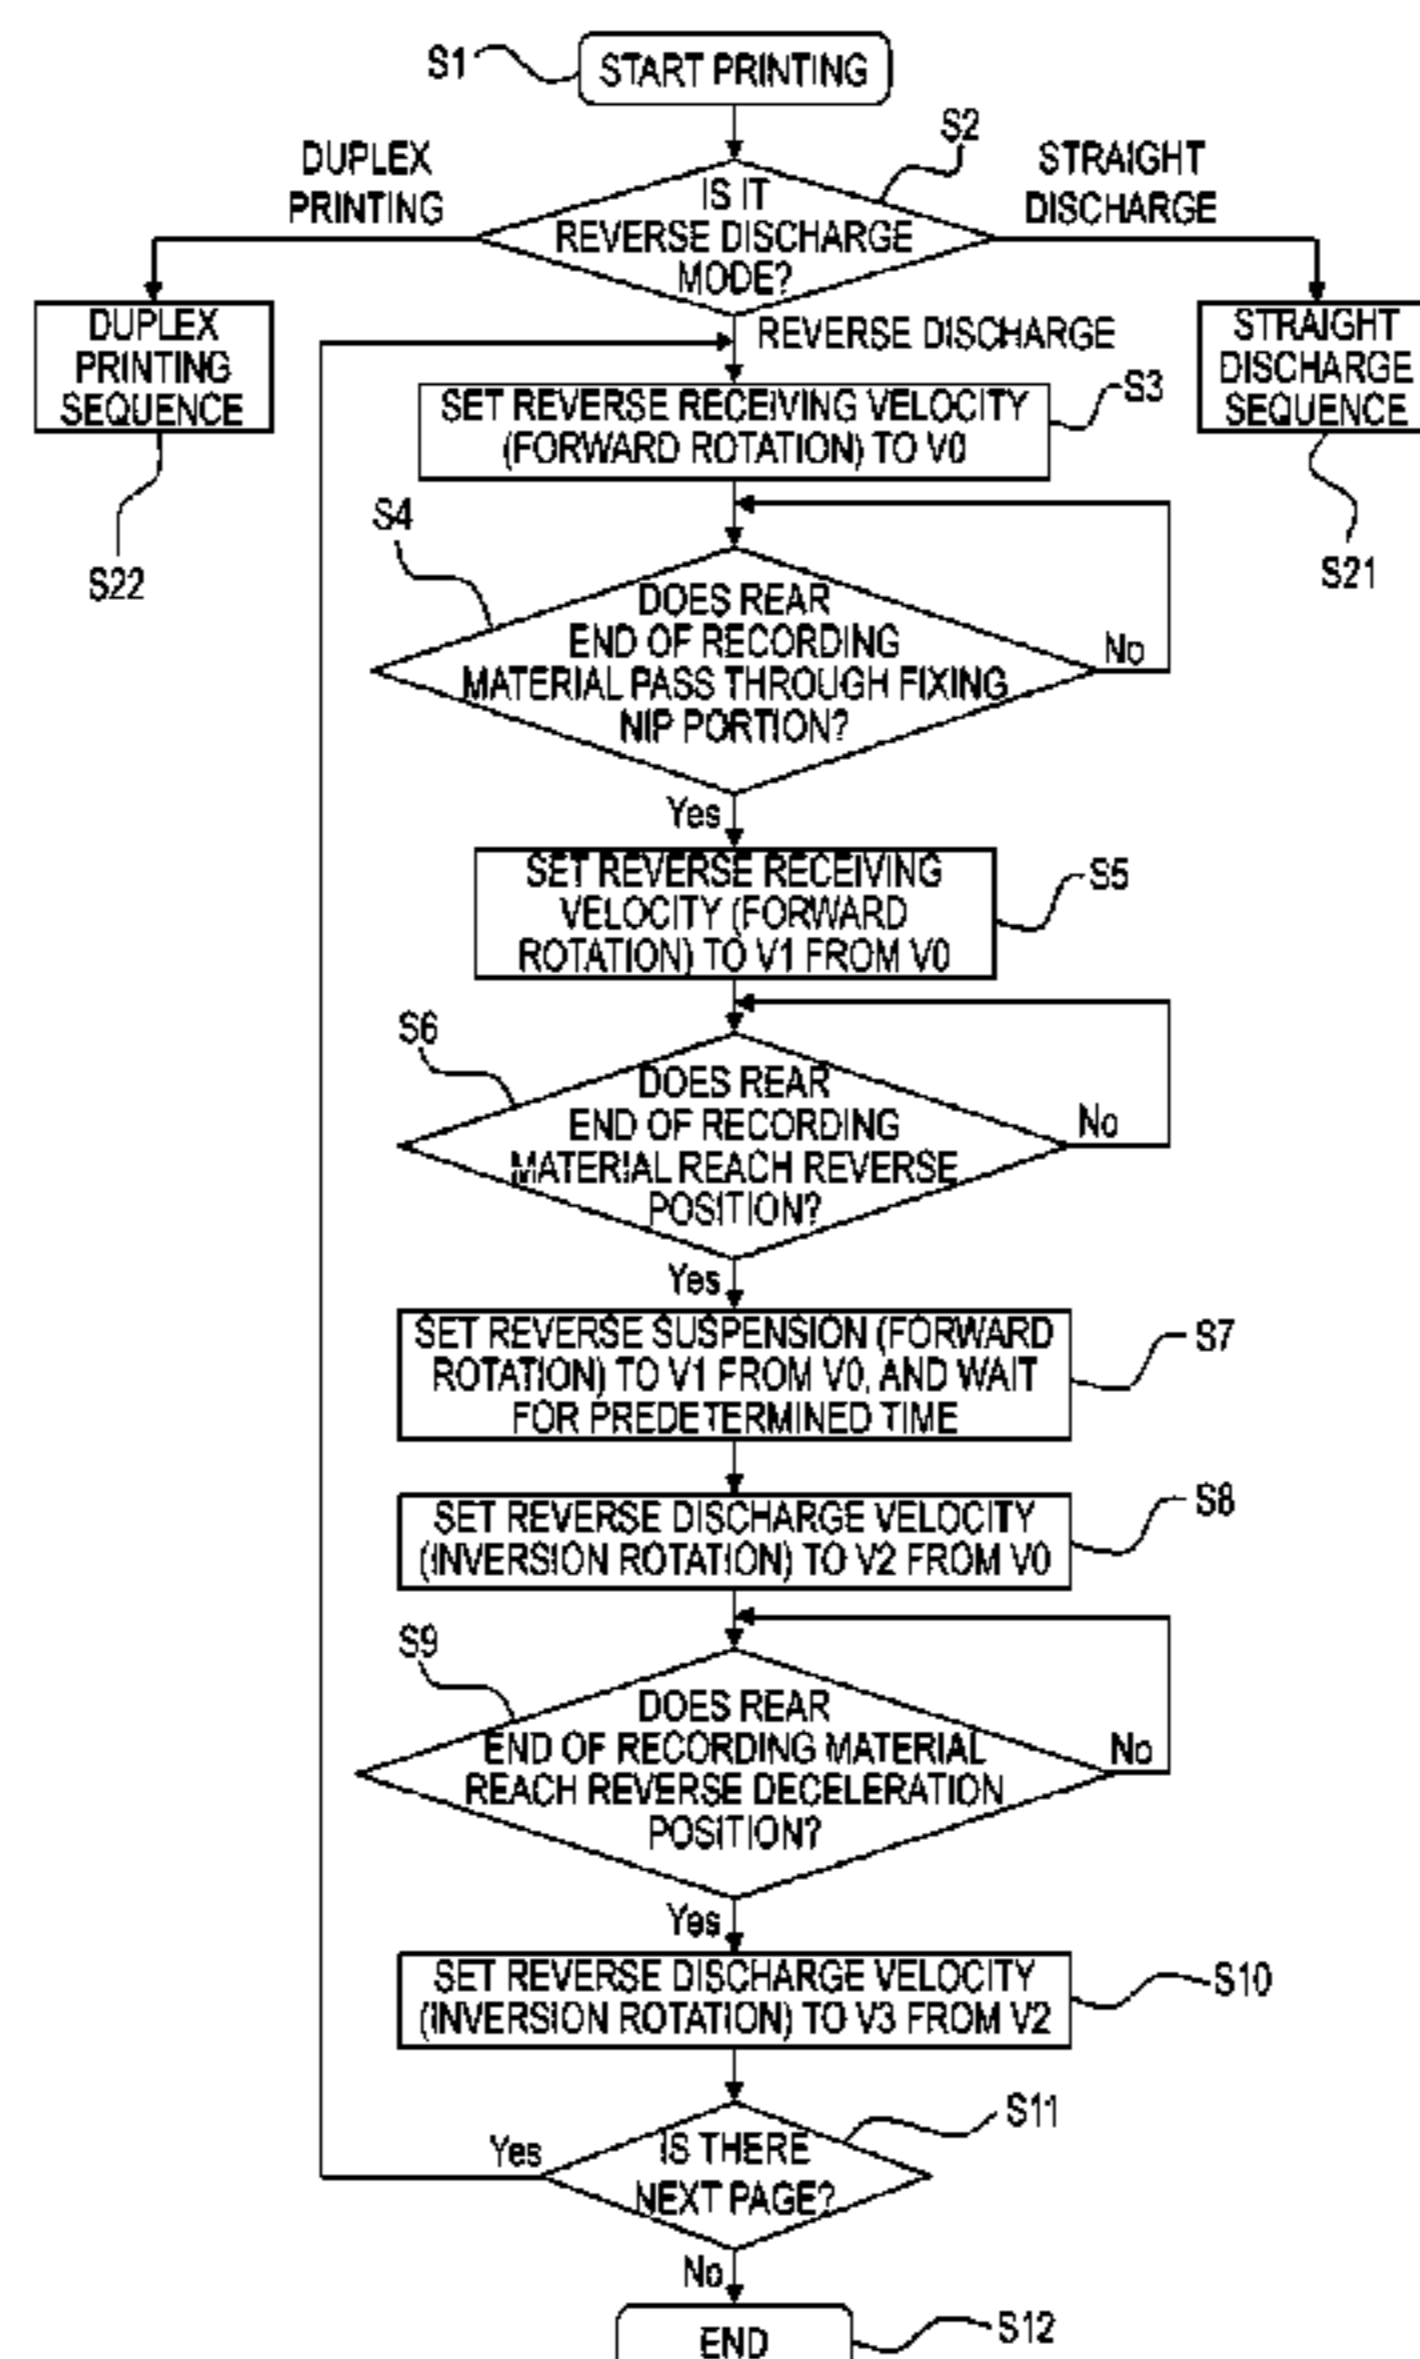 S1
START PRINTING
S2
DUPLEX
PRINTING
STRAIGHT
DISCHARGE
IS IT
REVERSE DISCHARGE
MODE?
DUPLEX
PRINTING
SEQUENCE
S22
STRAIGHT
DISCHARGE
SEQUENCE
S21
REVERSE DISCHARGE
SET REVERSE RECEIVING VELOCITY
(FORWARD ROTATION) TO V0
S3
S4
DOES REAR
END OF RECORDING
MATERIAL PASS THROUGH FIXING
NIP PORTION?
No
Yes
SET REVERSE RECEIVING
VELOCITY (FORWARD
ROTATION) TO V1 FROM V0
S5
S6
DOES REAR
END OF RECORDING
MATERIAL REACH REVERSE
POSITION?
No
Yes
SET REVERSE SUSPENSION (FORWARD
ROTATION) TO V1 FROM V0, AND WAIT
FOR PREDETERMINED TIME
S7
SET REVERSE DISCHARGE VELOCITY
(INVERSION ROTATION) TO V2 FROM V0
S8
S9
DOES REAR
END OF RECORDING MATERIAL
REACH REVERSE DECELERATION
POSITION?
No
Yes
SET REVERSE DISCHARGE VELOCITY
(INVERSION ROTATION) TO V3 FROM V2
S10
S11
IS THERE
NEXT PAGE?
Yes
No
END
S12